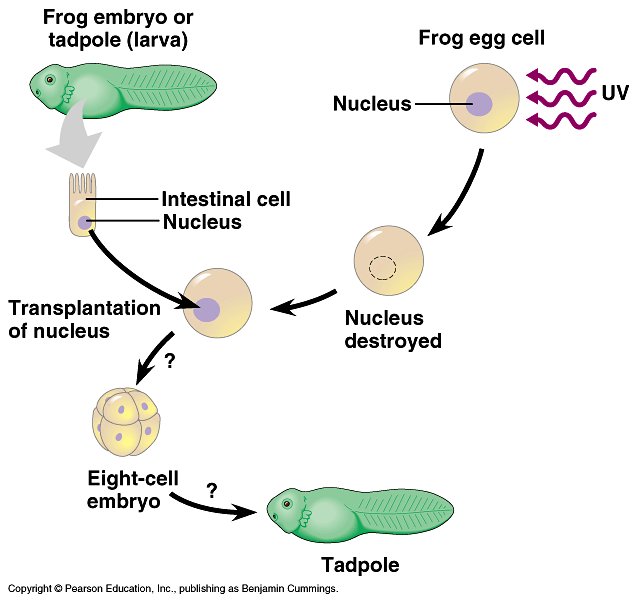 Frog embryo or
tadpole (larva)
Frog egg cell
Nucleus
UV
Intestinal cell
Nucleus
Transplantation
of nucleus
Nucleus
destroyed
?
Eight-cell
embryo
?
Tadpole
Copyright © Pearson Education, Inc., publishing as Benjamin Cummings.